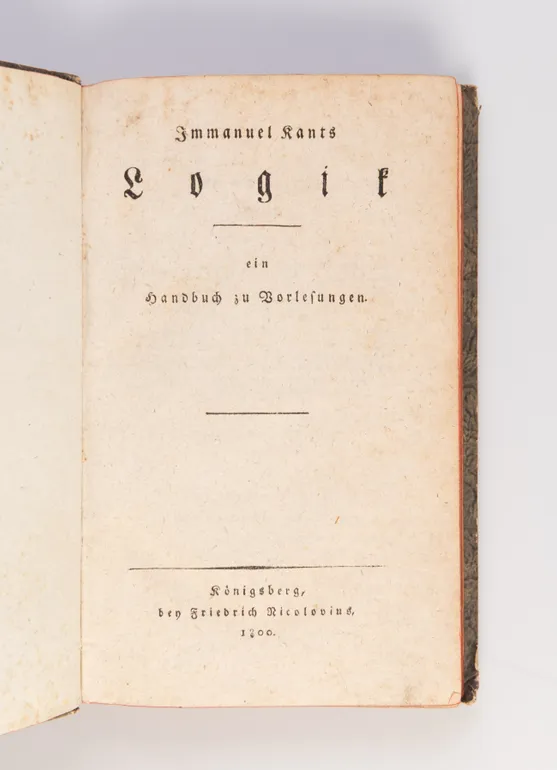 Immanuel Kants
Logik
ein
Handbuch zu Vorlesungen.
Königsberg,
bey Friedrich Nicolovius,
1800.